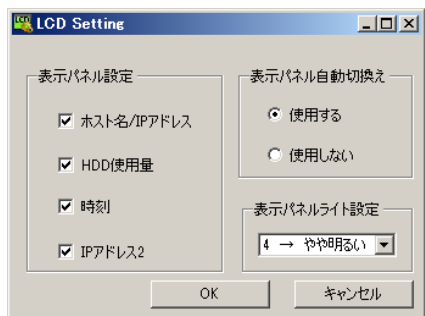 LCD Setting
表示パネル設定
ホスト名/IPアドレス
HDD使用量
時刻
IPアドレス2
表示パネル自動切換え
使用する
使用しない
表示パネルライト設定
4 → やや明るい
OK
キャンセル